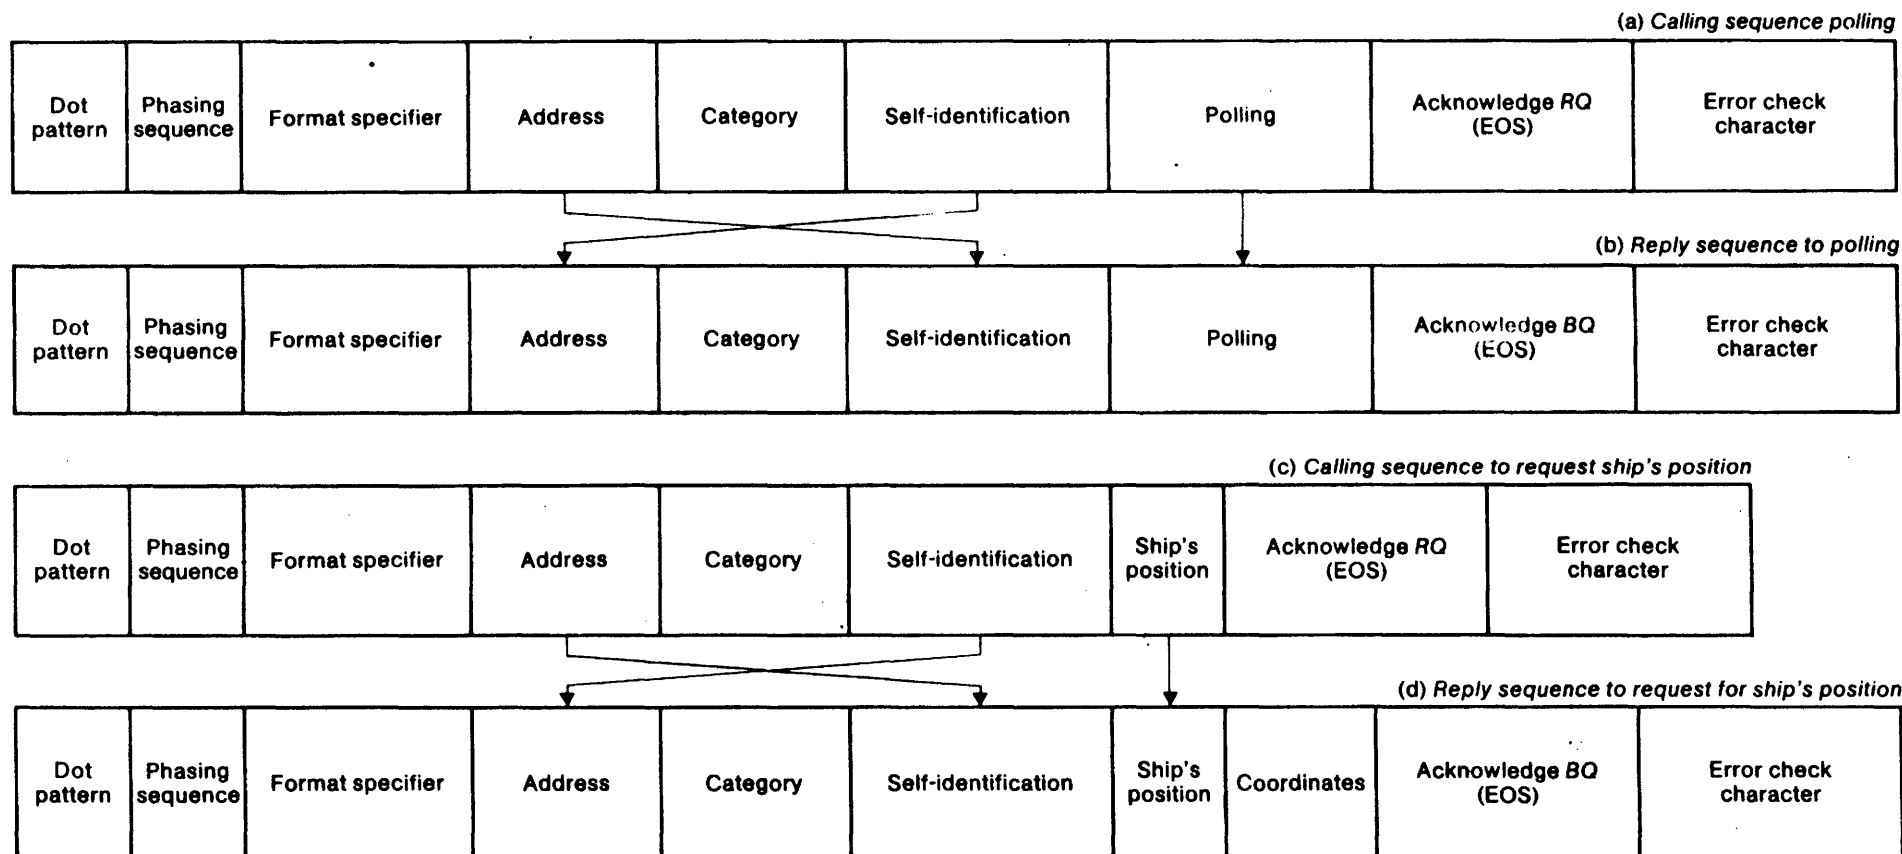 (a) Calling sequence polling
Dot pattern
Phasing sequence
Format specifier
Address
Category
Self-identification
Polling
Acknowledge RQ (EOS)
Error check character
(b) Reply sequence to polling
Dot pattern
Phasing sequence
Format specifier
Address
Category
Self-identification
Polling
Acknowledge BQ (EOS)
Error check character
(c) Calling sequence to request ship's position
Dot pattern
Phasing sequence
Format specifier
Address
Category
Self-identification
Ship's position
Acknowledge RQ (EOS)
Error check character
(d) Reply sequence to request for ship's position
Dot pattern
Phasing sequence
Format specifier
Address
Category
Self-identification
Ship's position
Coordinates
Acknowledge BQ (EOS)
Error check character